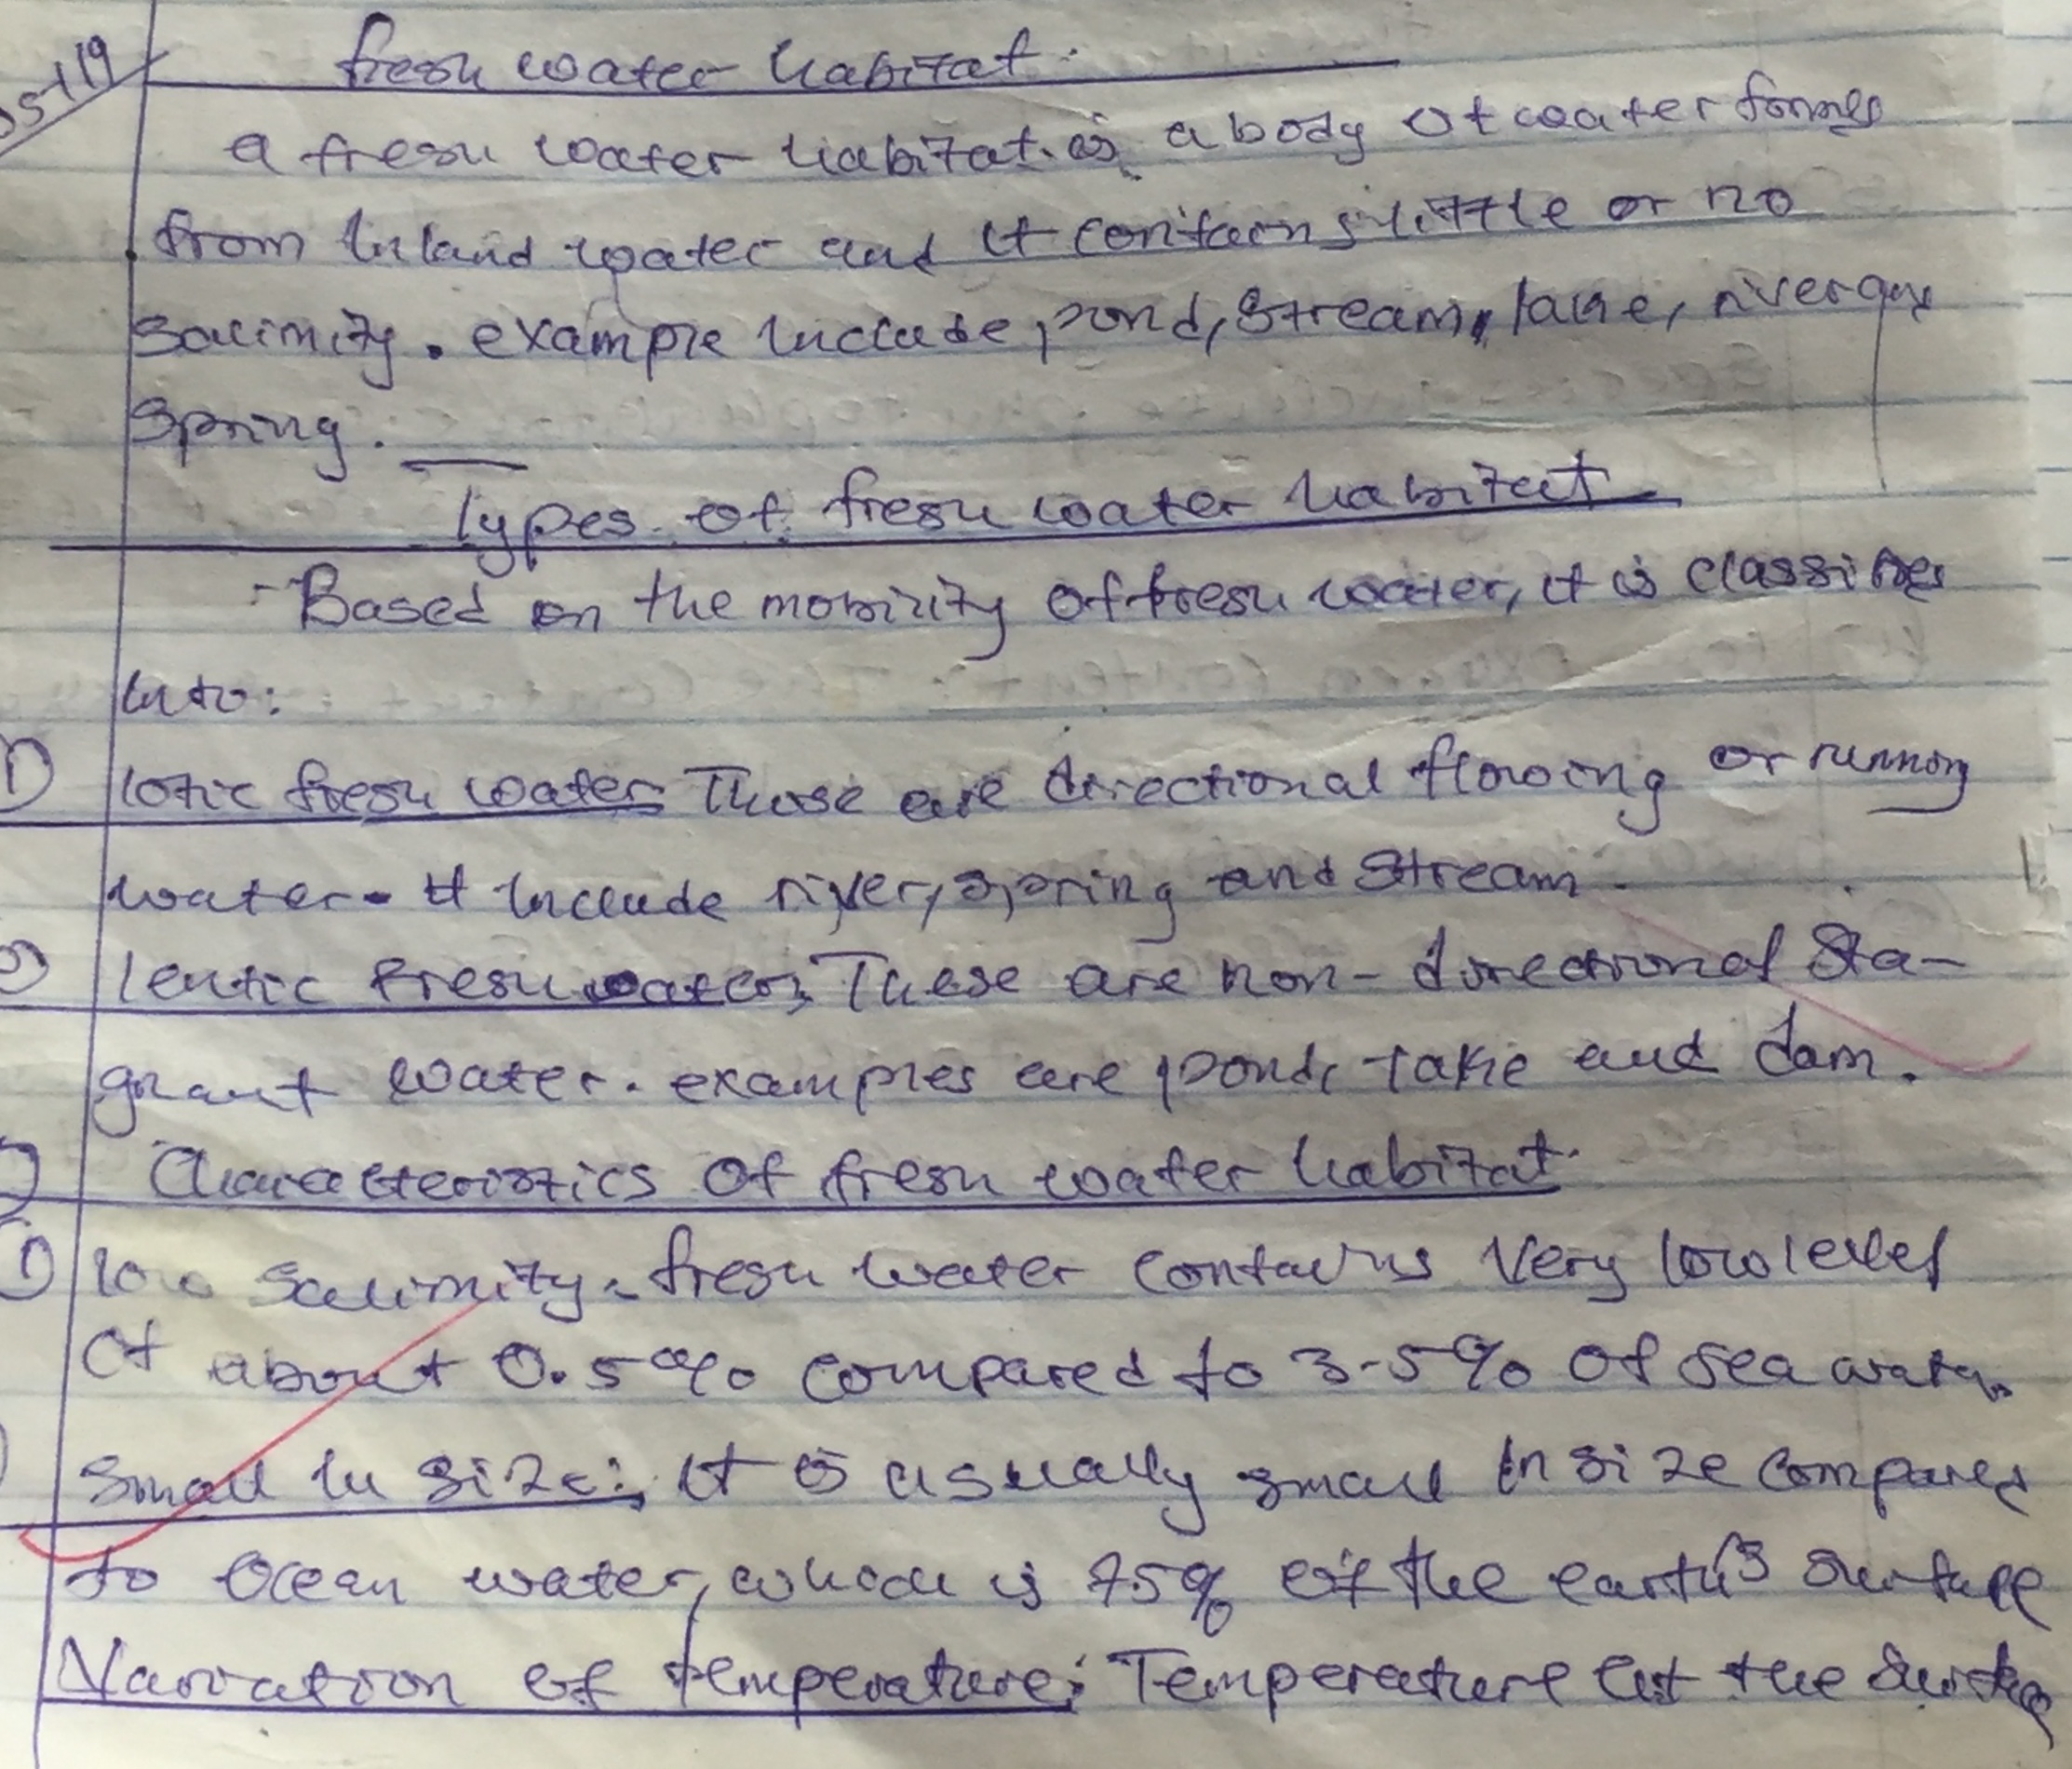 5+119
fresh water habitat.
a fresh water habitat is a body of water formed
from Inland water and it contains little or no
Salinity. example Include pond, Stream, lake, river and
Spring.
Types of fresh water habitat
- Based on the mobility of fresh water, it is classified
Into:
1) lotic fresh water Those are directional flowing or running
water. It Include river, spring and Stream.
lentic fresh water; These are non-directional Sta-
gnant water. examples are pond, lake and dam.
Characteristics of fresh water habitat.
1) low Salinity - fresh water contains Very low level
of about 0.5% compared to 3.5% of sea water.
Small In size:, It is usually small In size compared
to Ocean water, which is 75% of the earth's surface
Variation of temperature: Temperature at the surface